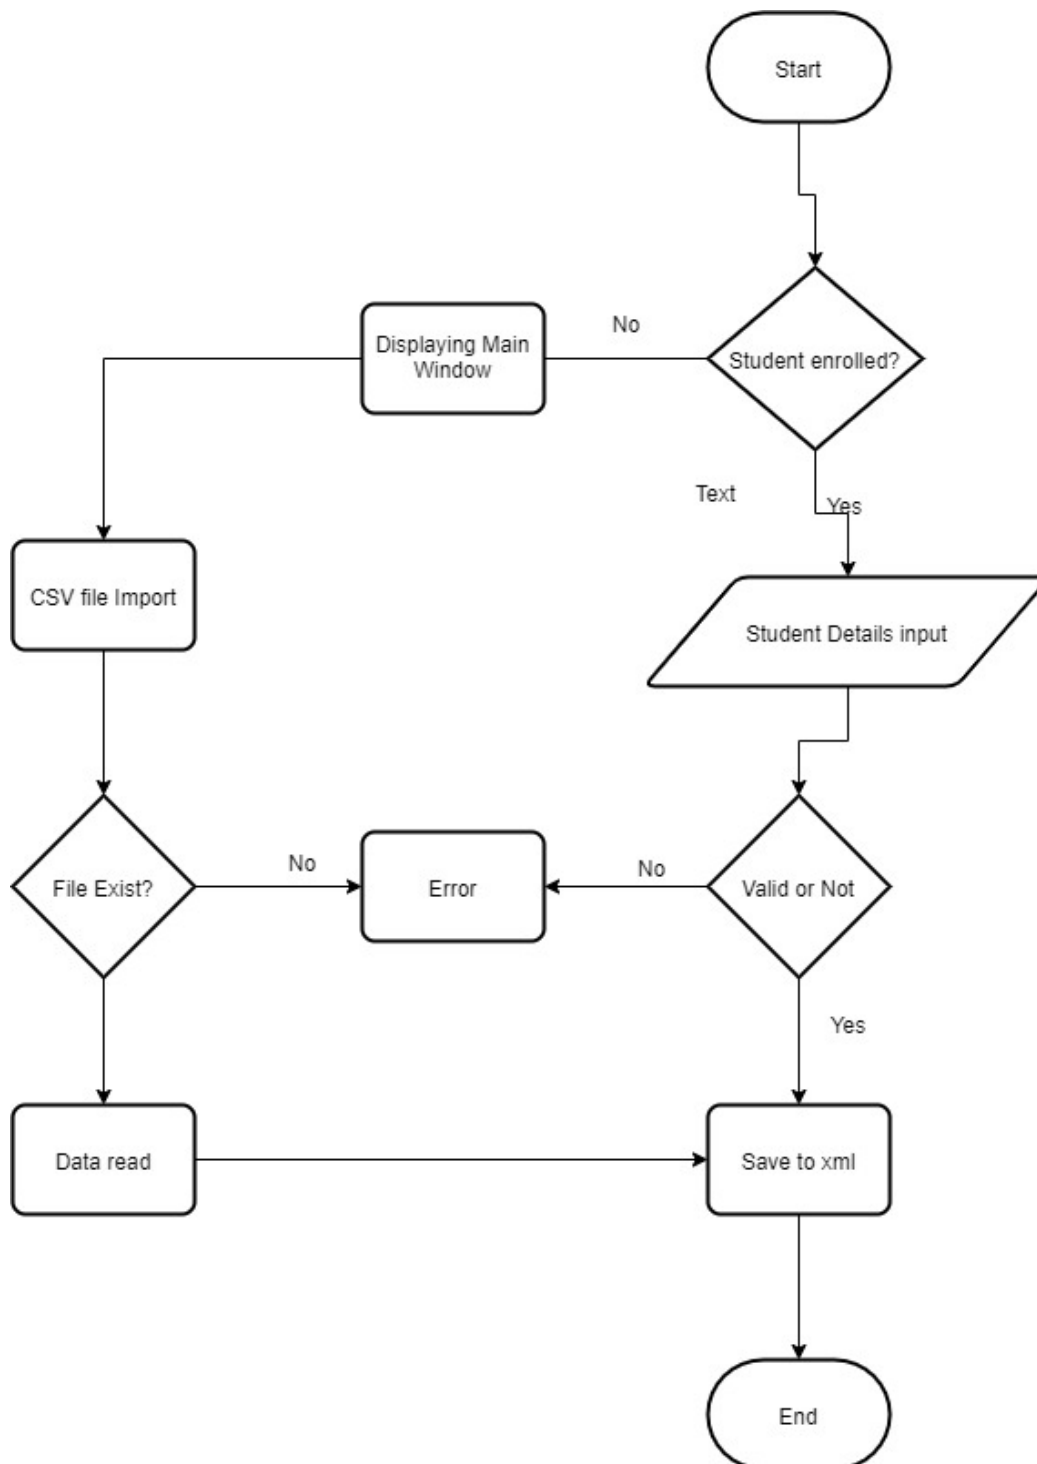 Start
No
Displaying Main
Window
Student enrolled?
Text
Yes
CSV file Import
Student Details input
File Exist?
No
Error
No
Valid or Not
Yes
Data read
Save to xml
End